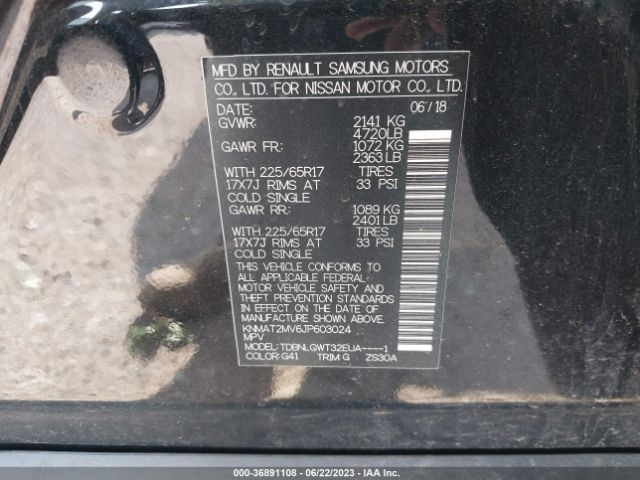 MFD BY RENAULT SAMSUNG MOTORS
CO., LTD. FOR NISSAN MOTOR CO., LTD.
DATE: 06/18
GVWR: 2141 KG
4720LB
GAWR FR: 1072 KG
2363 LB
WITH 225/65R17 TIRES
17X7J RIMS AT 33 PSI
COLD SINGLE
GAWR RR: 1089 KG
2401 LB
WITH 225/65R17 TIRES
17X7J RIMS AT 33 PSI
COLD SINGLE
THIS VEHICLE CONFORMS TO
ALL APPLICABLE FEDERAL
MOTOR VEHICLE SAFETY AND
THEFT PREVENTION STANDARDS
IN EFFECT ON THE DATE OF
MANUFACTURE SHOWN ABOVE.
KNMAT2MV6JP603024
MPV
MODEL: TDBNLQWT32EUA----1
COLOR: G41 TRIM: G ZS30A
000-36891108 - 06/22/2023 - IAA Inc.